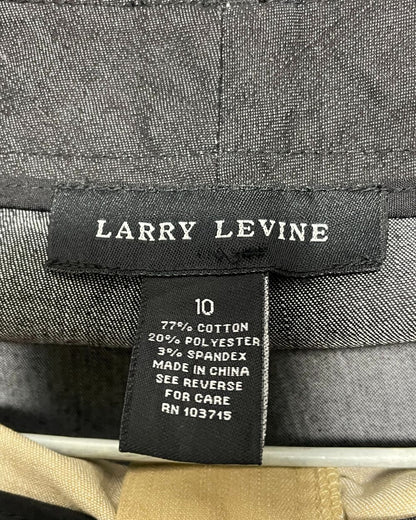 LARRY LEVINE
10
77% COTTON
20% POLYESTER
3% SPANDEX
MADE IN CHINA
SEE REVERSE
FOR CARE
RN 103715